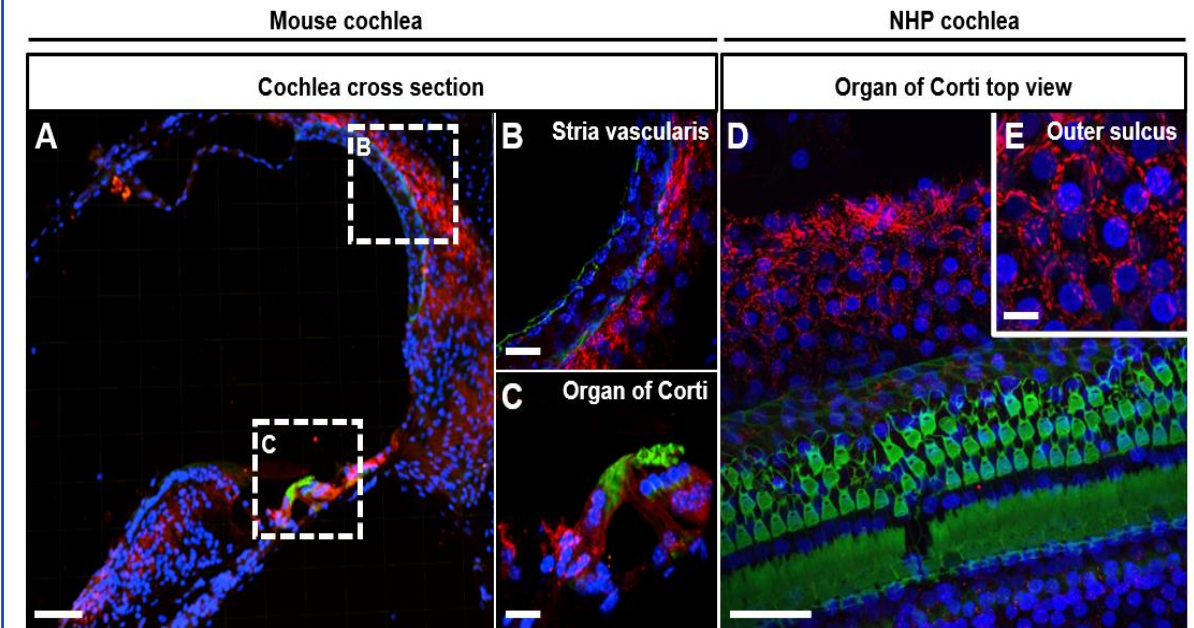 Mouse cochlea
NHP cochlea
Cochlea cross section
Organ of Corti top view
A
B
B Stria vascularis
D
E Outer sulcus
C
C Organ of Corti